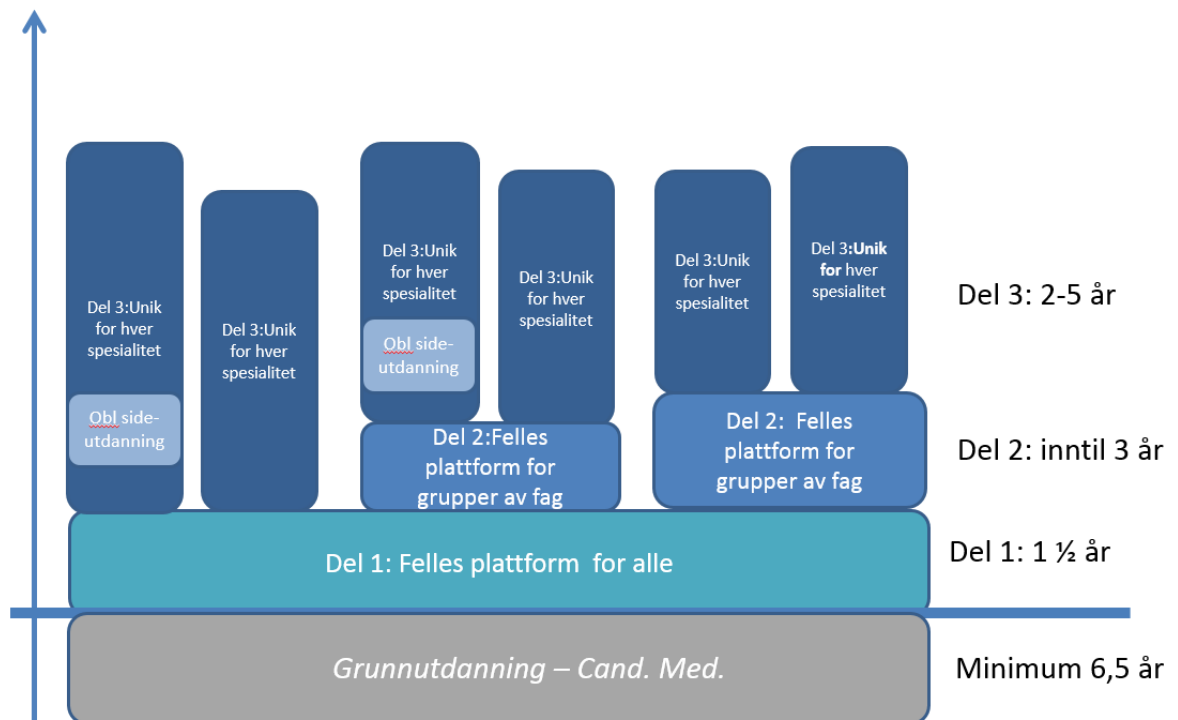 Del 3:Unik
for hver
spesialitet
Obl side-
utdanning
Del 3:Unik
for hver
spesialitet
Del 3:Unik
for hver
spesialitet
Obl side-
utdanning
Del 3:Unik
for hver
spesialitet
Del 3:Unik
for hver
spesialitet
Del 3:Unik
for hver
spesialitet
Del 3: 2-5 år
Del 2:Felles
plattform for
grupper av fag
Del 2:  Felles
plattform for
grupper av fag
Del 2: inntil 3 år
Del 1: Felles plattform  for alle
Del 1: 1 ½ år
Grunnutdanning – Cand. Med.
Minimum 6,5 år